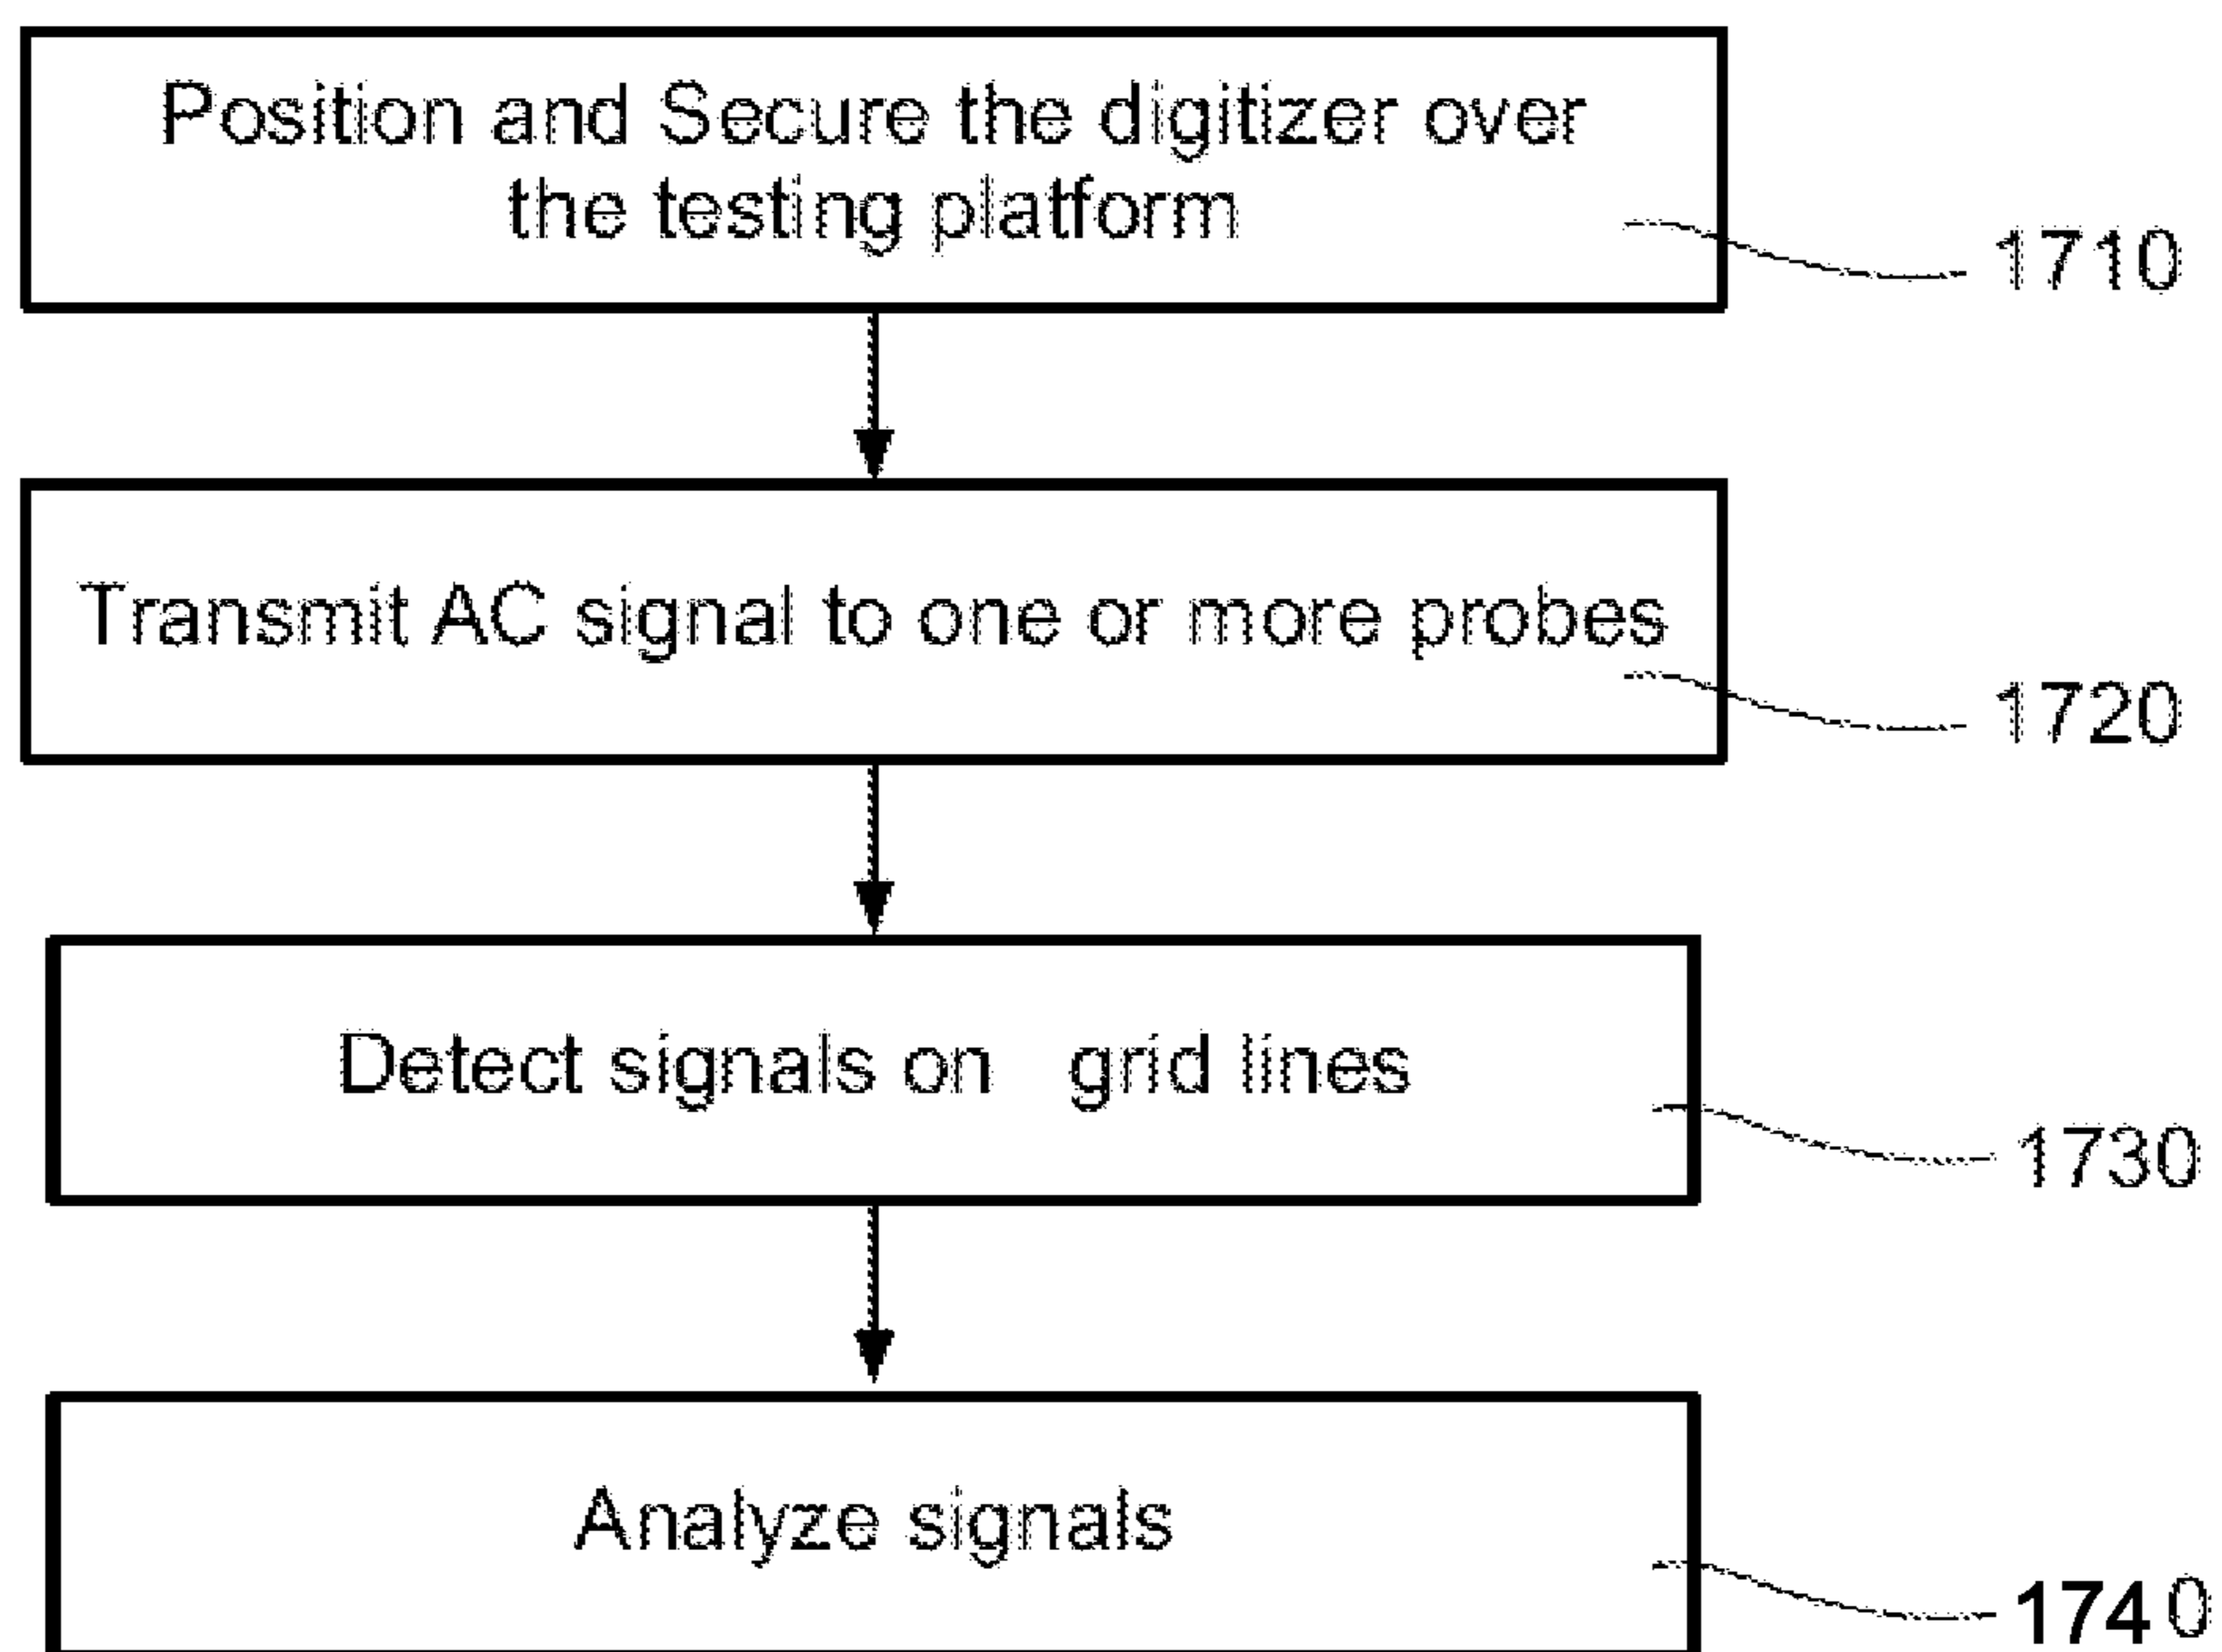 Position and Secure the digitizer over
the testing platform
1710
Transmit AC signal to one or more probes
1720
Detect signals on grid lines
1730
Analyze signals
1740